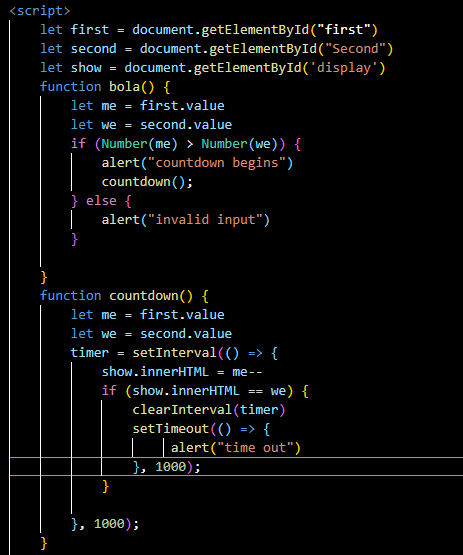 <script>
let first = document.getElementById("first")
let second = document.getElementById("Second")
let show = document.getElementById('display')
function bola() {
let me = first.value
let we = second.value
if (Number(me) > Number(we)) {
alert("countdown begins")
countdown();
} else {
alert("invalid input")
}
}
function countdown() {
let me = first.value
let we = second.value
timer = setInterval(() => {
show.innerHTML = me--
if (show.innerHTML == we) {
clearInterval(timer)
setTimeout(() => {
alert("time out")
}, 1000);
}
}, 1000);
}